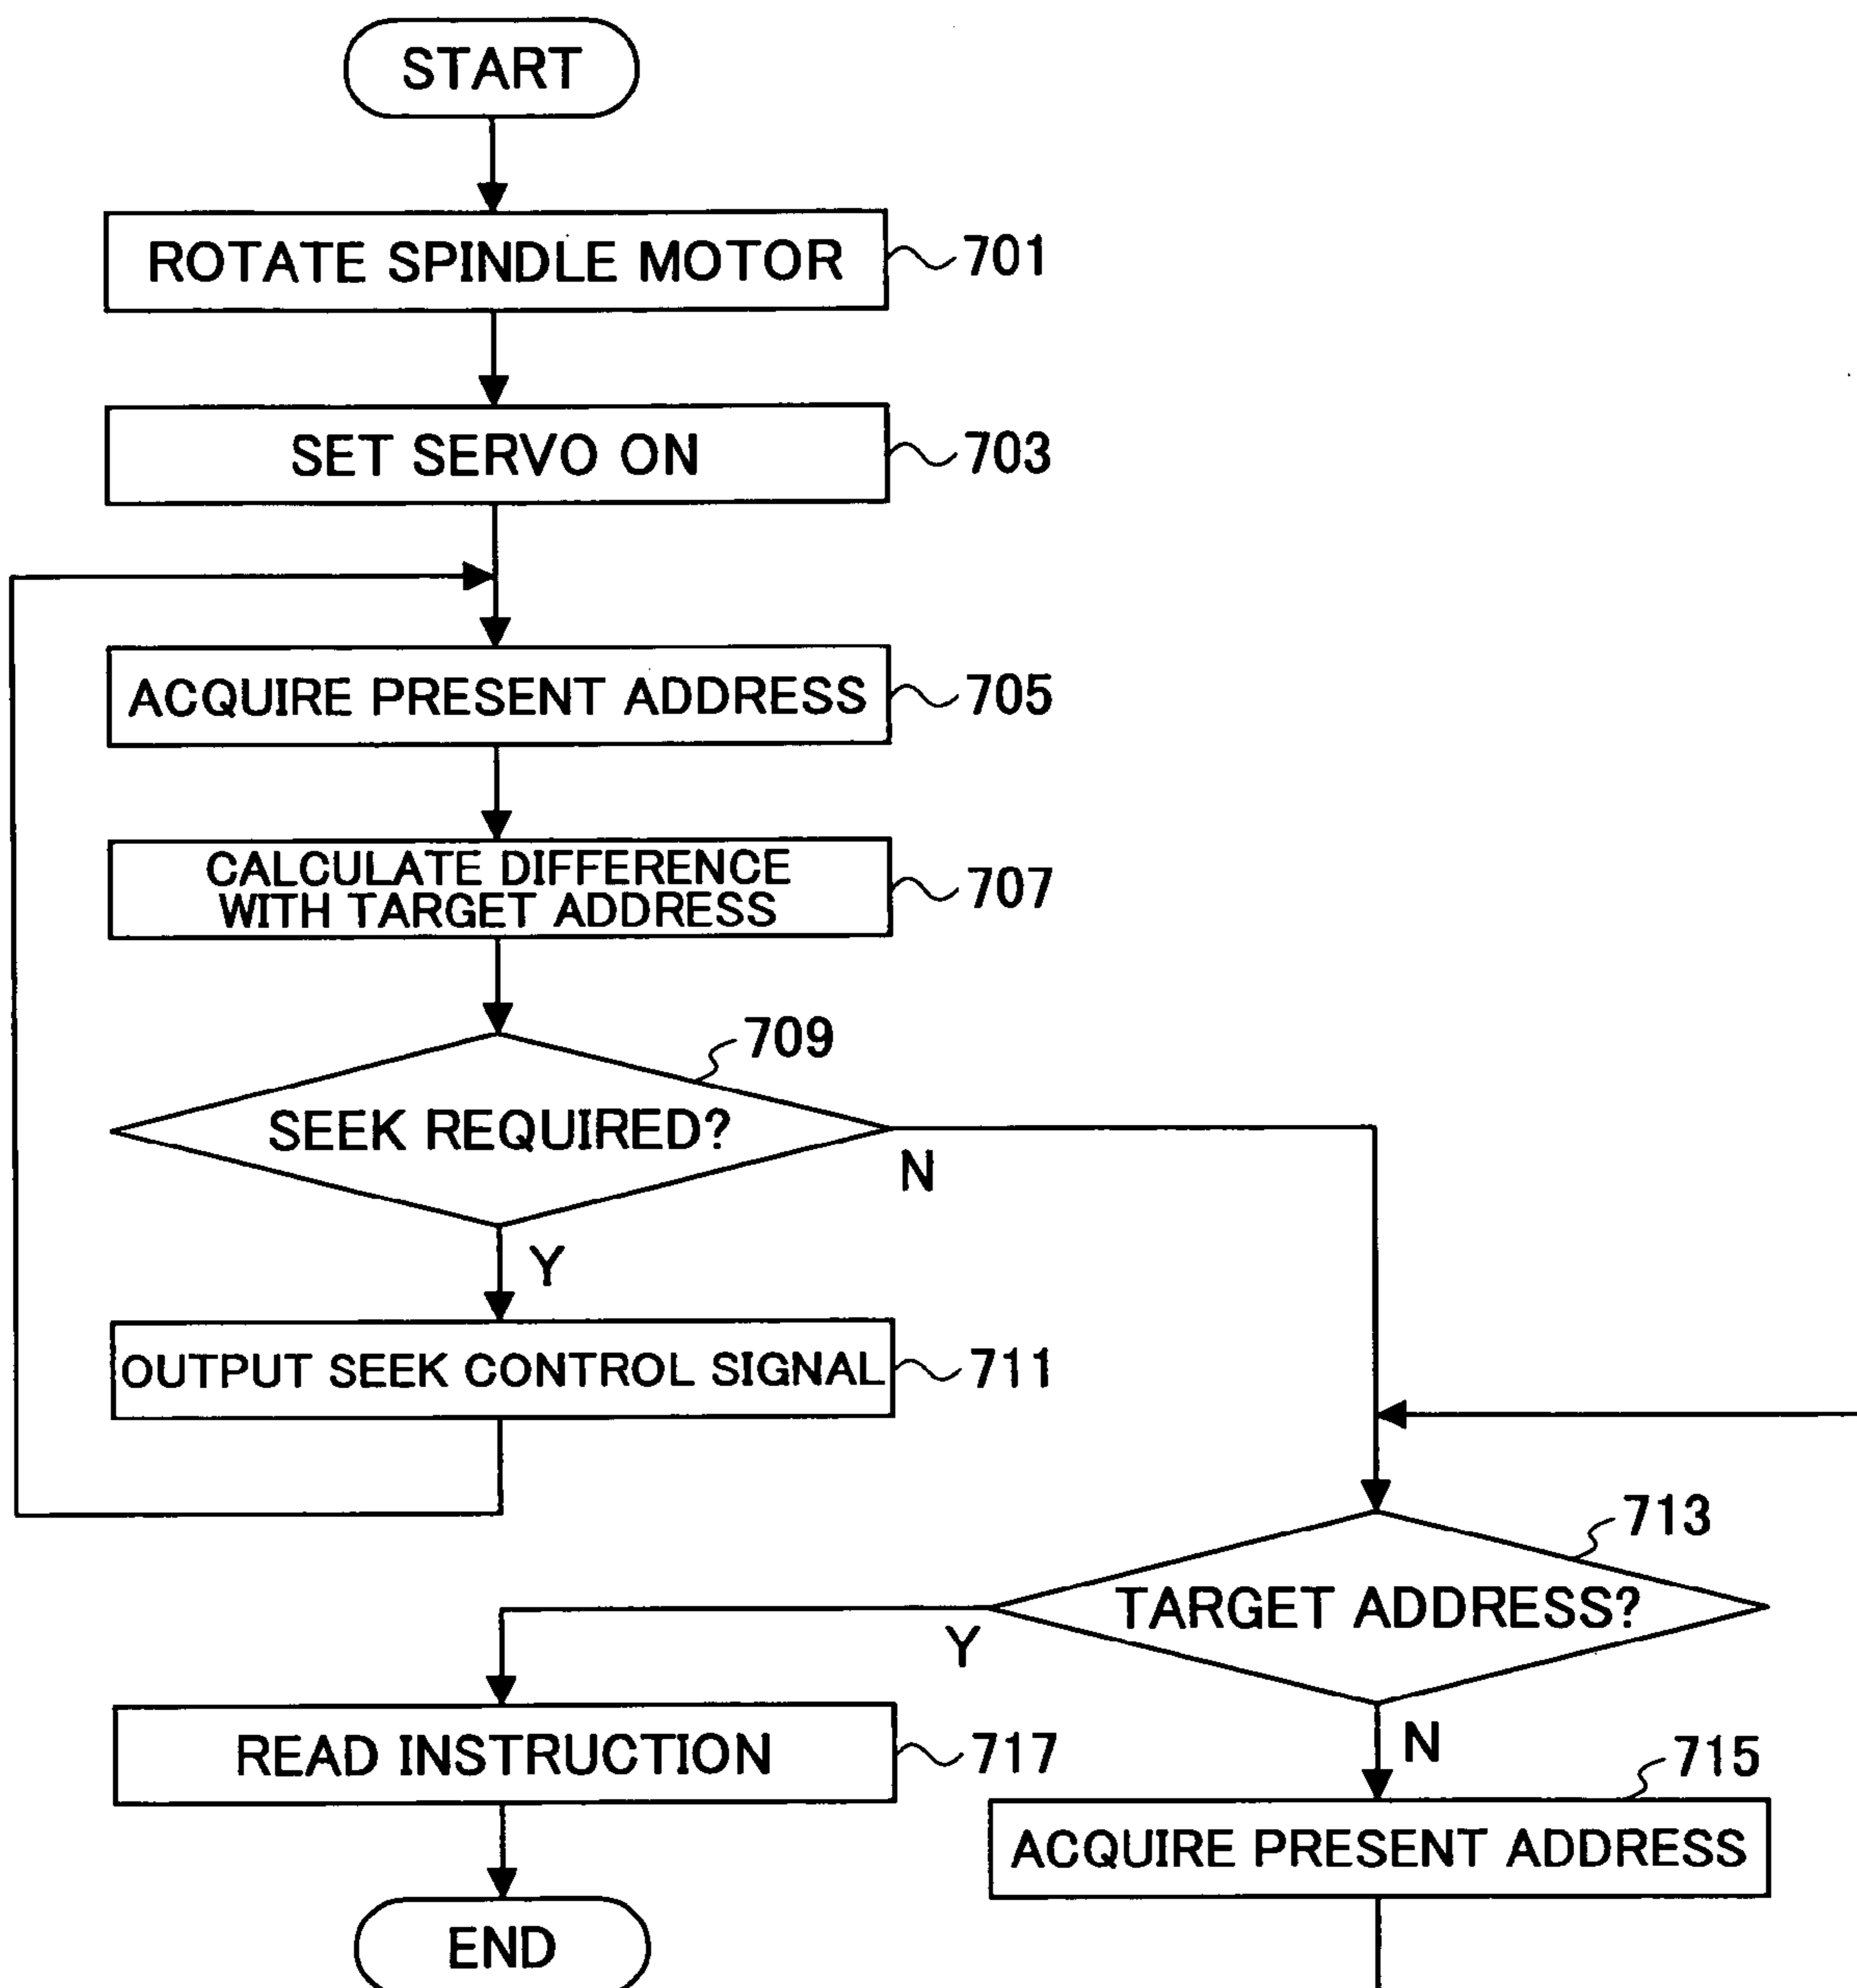 START
ROTATE SPINDLE MOTOR 701
SET SERVO ON 703
ACQUIRE PRESENT ADDRESS 705
CALCULATE DIFFERENCE
WITH TARGET ADDRESS 707
709
SEEK REQUIRED?
N
Y
OUTPUT SEEK CONTROL SIGNAL 711
713
TARGET ADDRESS?
Y
N
READ INSTRUCTION 717
715
ACQUIRE PRESENT ADDRESS
END